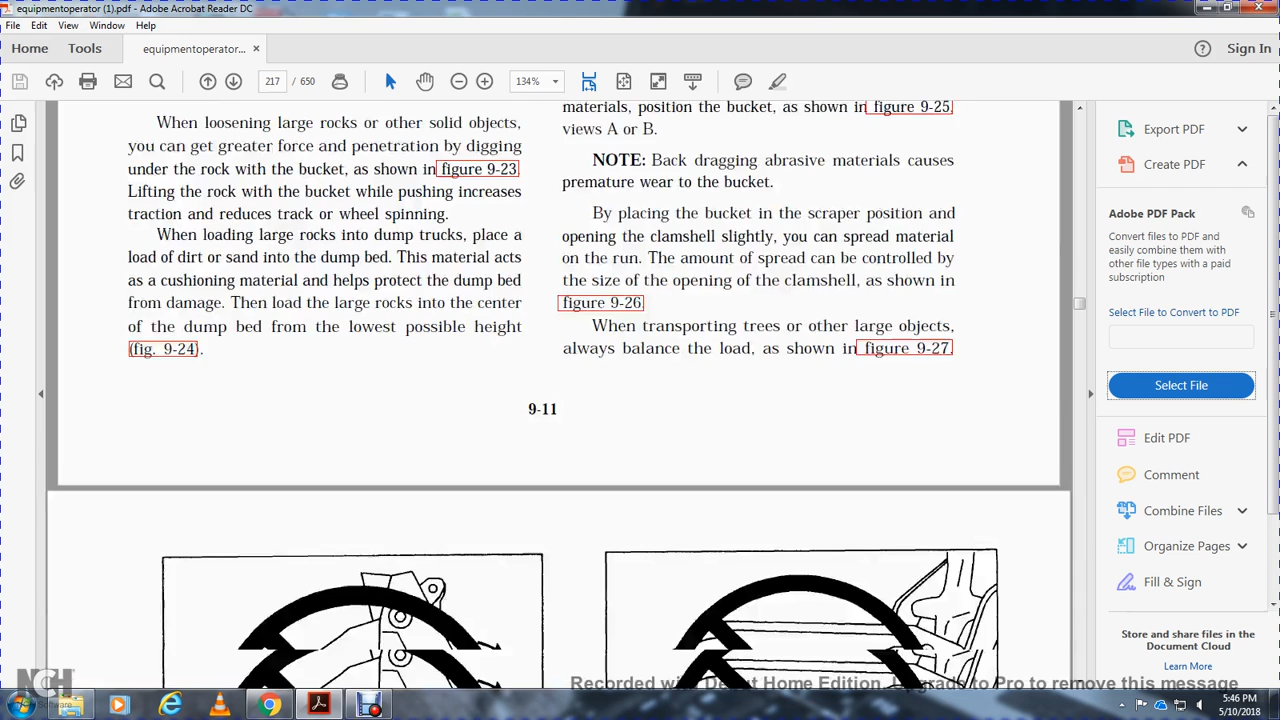 equipmentoperator (1).pdf - Adobe Acrobat Reader DC
File Edit View Window Help
Home Tools equipmentoperator... × Sign In
217 / 650 134%
When loosening large rocks or other solid objects,
you can get greater force and penetration by digging
under the rock with the bucket, as shown in figure 9-23.
Lifting the rock with the bucket while pushing increases
traction and reduces track or wheel spinning.
When loading large rocks into dump trucks, place a
load of dirt or sand into the dump bed. This material acts
as a cushioning material and helps protect the dump bed
from damage. Then load the large rocks into the center
of the dump bed from the lowest possible height
(fig. 9-24).
materials, position the bucket, as shown in figure 9-25,
views A or B.
NOTE: Back dragging abrasive materials causes
premature wear to the bucket.
By placing the bucket in the scraper position and
opening the clamshell slightly, you can spread material
on the run. The amount of spread can be controlled by
the size of the opening of the clamshell, as shown in
figure 9-26.
When transporting trees or other large objects,
always balance the load, as shown in figure 9-27.
9-11
Export PDF
Create PDF
Adobe PDF Pack
Convert files to PDF and
easily combine them with
other file types with a paid
subscription
Select File to Convert to PDF
Select File
Edit PDF
Comment
Combine Files
Organize Pages
Fill & Sign
Store and share files in the
Document Cloud
Learn More
NCH
Software
Recorded with Debut Home Edition. Upgrade to Pro to remove this message
5:46 PM
5/10/2018